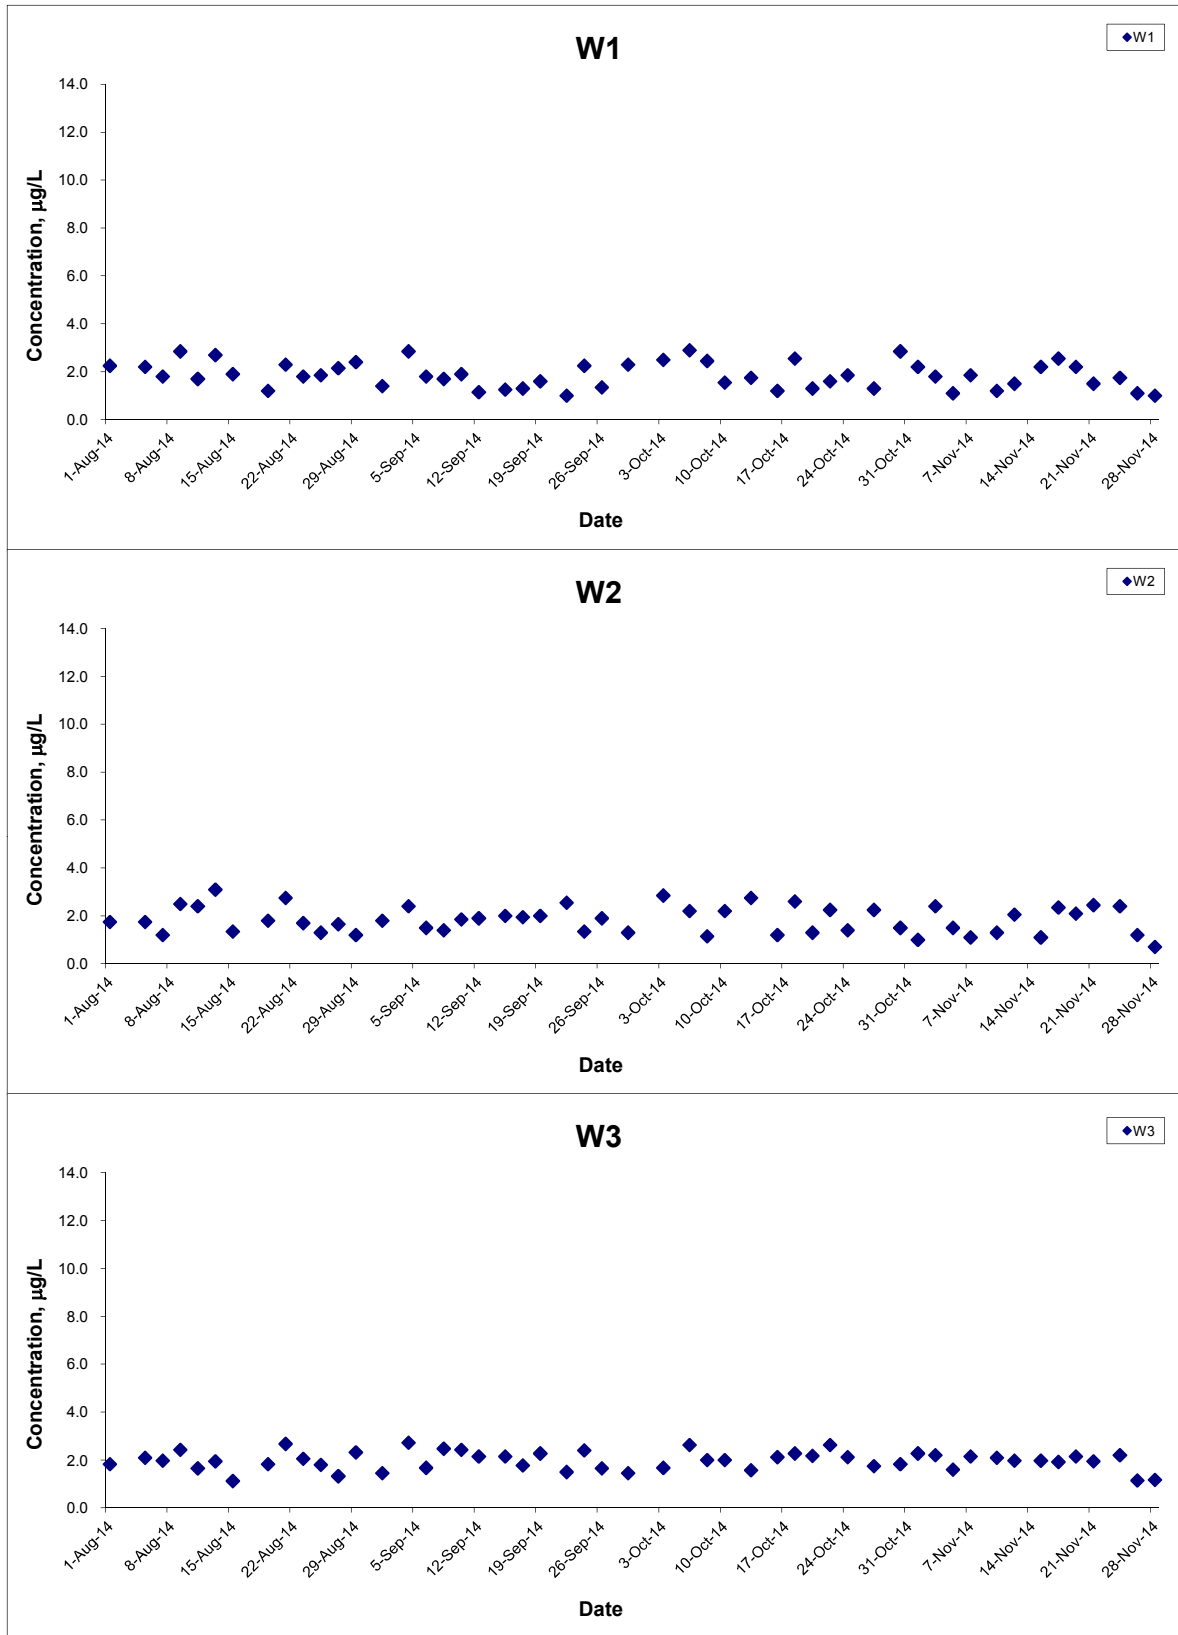 W1
W1
14.0
12.0
10.0
8.0
6.0
4.0
2.0
0.0
Concentration, µg/L
1-Aug-14 8-Aug-14 15-Aug-14 22-Aug-14 29-Aug-14 5-Sep-14 12-Sep-14 19-Sep-14 26-Sep-14 3-Oct-14 10-Oct-14 17-Oct-14 24-Oct-14 31-Oct-14 7-Nov-14 14-Nov-14 21-Nov-14 28-Nov-14
Date
W2
W2
14.0
12.0
10.0
8.0
6.0
4.0
2.0
0.0
Concentration, µg/L
1-Aug-14 8-Aug-14 15-Aug-14 22-Aug-14 29-Aug-14 5-Sep-14 12-Sep-14 19-Sep-14 26-Sep-14 3-Oct-14 10-Oct-14 17-Oct-14 24-Oct-14 31-Oct-14 7-Nov-14 14-Nov-14 21-Nov-14 28-Nov-14
Date
W3
W3
14.0
12.0
10.0
8.0
6.0
4.0
2.0
0.0
Concentration, µg/L
1-Aug-14 8-Aug-14 15-Aug-14 22-Aug-14 29-Aug-14 5-Sep-14 12-Sep-14 19-Sep-14 26-Sep-14 3-Oct-14 10-Oct-14 17-Oct-14 24-Oct-14 31-Oct-14 7-Nov-14 14-Nov-14 21-Nov-14 28-Nov-14
Date